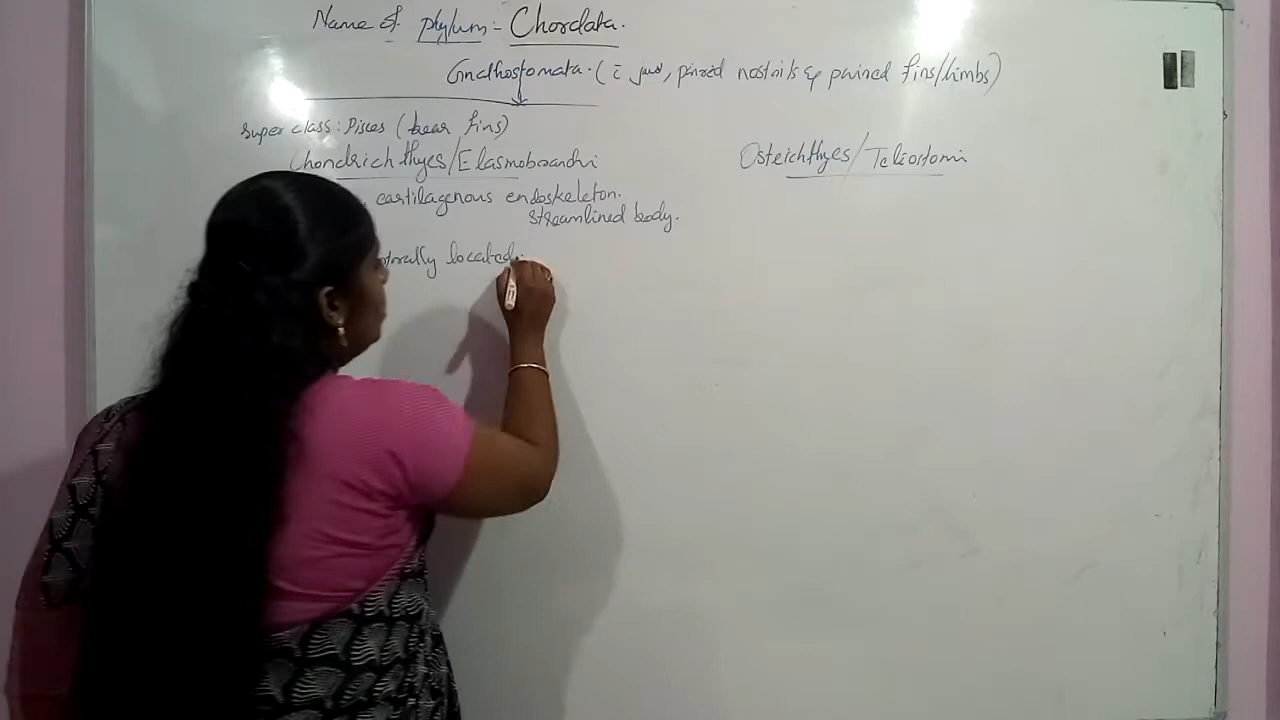 Name of phylum:- Chordata.
Gnathostomata. (c̄ jaws, paired nostrils & paired fins/limbs)
Super class: Pisces (bear fins)
Chondrichthyes/Elasmobranchi
Osteichthyes/Teleostomi
cartilagenous endoskeleton.
streamlined body.
located